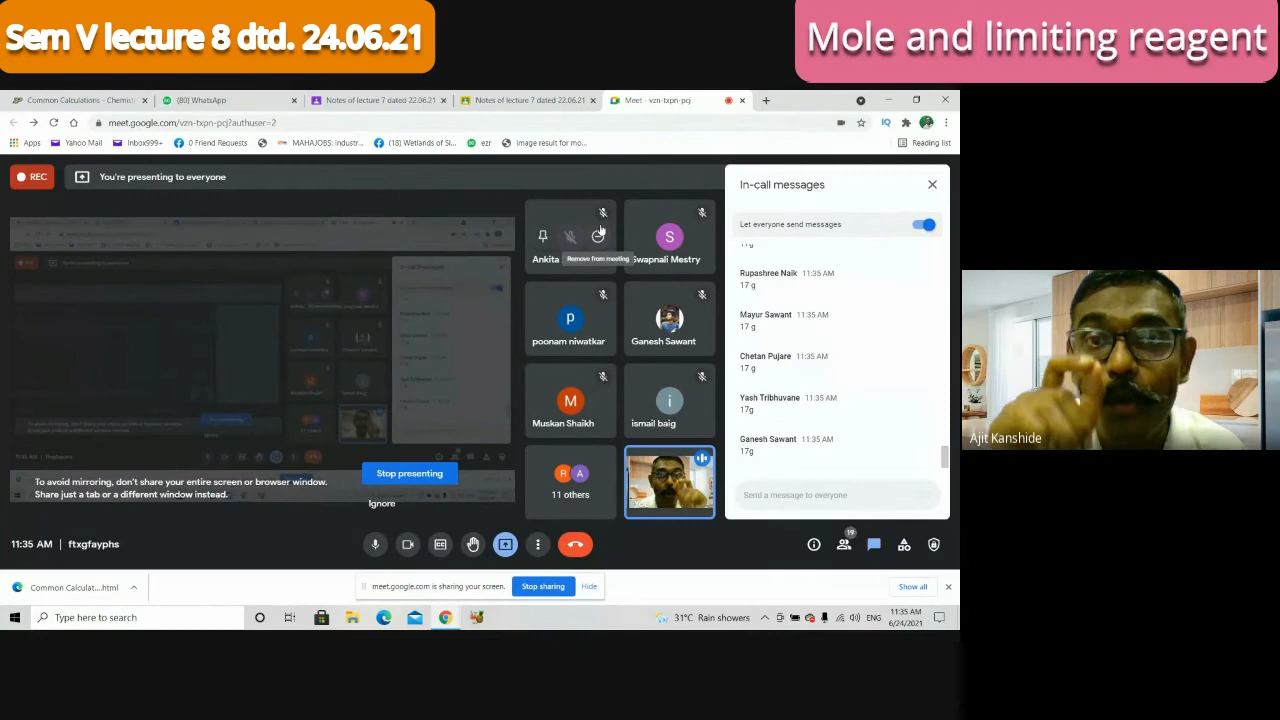 Sem V lecture 8 dtd. 24.06.21
Mole and limiting reagent
Common Calculations - Chemist
(80) WhatsApp
Notes of lecture 7 dated 22.06.21
Notes of lecture 7 dated 22.06.21
Meet - vzn-txpn-pcj
meet.google.com/vzn-txpn-pcj?authuser=2
Apps
Yahoo Mail
Inbox999+
0 Friend Requests
MAHAJOBS: Industr...
(18) Wetlands of Si...
ezr
Image result for mo...
Reading list
REC
You're presenting to everyone
In-call messages
Let everyone send messages
17 g
Rupashree Naik 11:35 AM
17 g
Mayur Sawant 11:35 AM
17 g
Chetan Pujare 11:35 AM
17 g
Yash Tribhuvane 11:35 AM
17g
Ganesh Sawant 11:35 AM
17g
Send a message to everyone
Ankita
Remove from meeting
S
Swapnali Mestry
p
poonam niwatkar
Ganesh Sawant
M
Muskan Shaikh
i
ismail baig
R A
11 others
To avoid mirroring, don't share your entire screen or browser window.
Share just a tab or a different window instead.
Stop presenting
Ignore
Ajit Kanshide
11:35 AM | ftxgfayphs
19
Common Calculat....html
meet.google.com is sharing your screen.
Stop sharing
Hide
Show all
Type here to search
31°C Rain showers
ENG
11:35 AM
6/24/2021